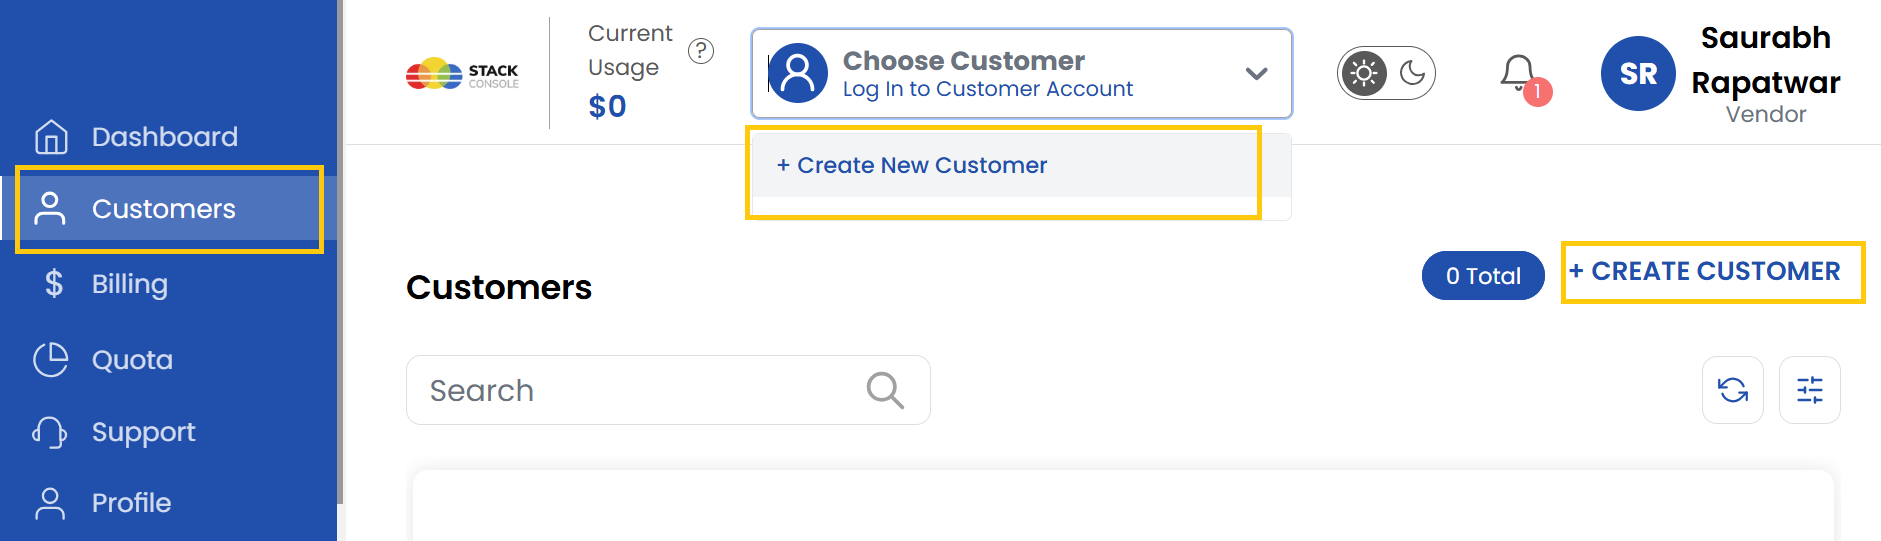 Dashboard
Customers
Billing
Quota
Support
Profile
STACK
CONSOLE
Current
Usage
?
$0
Choose Customer
Log In to Customer Account
+ Create New Customer
1
SR
Saurabh
Rapatwar
Vendor
Customers
0 Total
+ CREATE CUSTOMER
Search